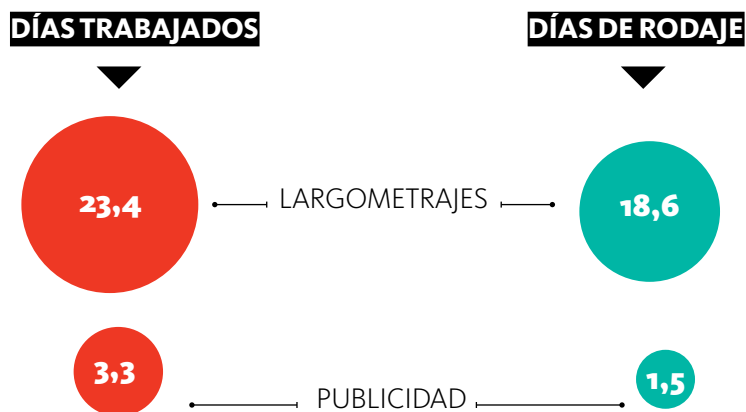 DÍAS TRABAJADOS
DÍAS DE RODAJE
23,4
LARGOMETRAJES
18,6
3,3
PUBLICIDAD
1,5